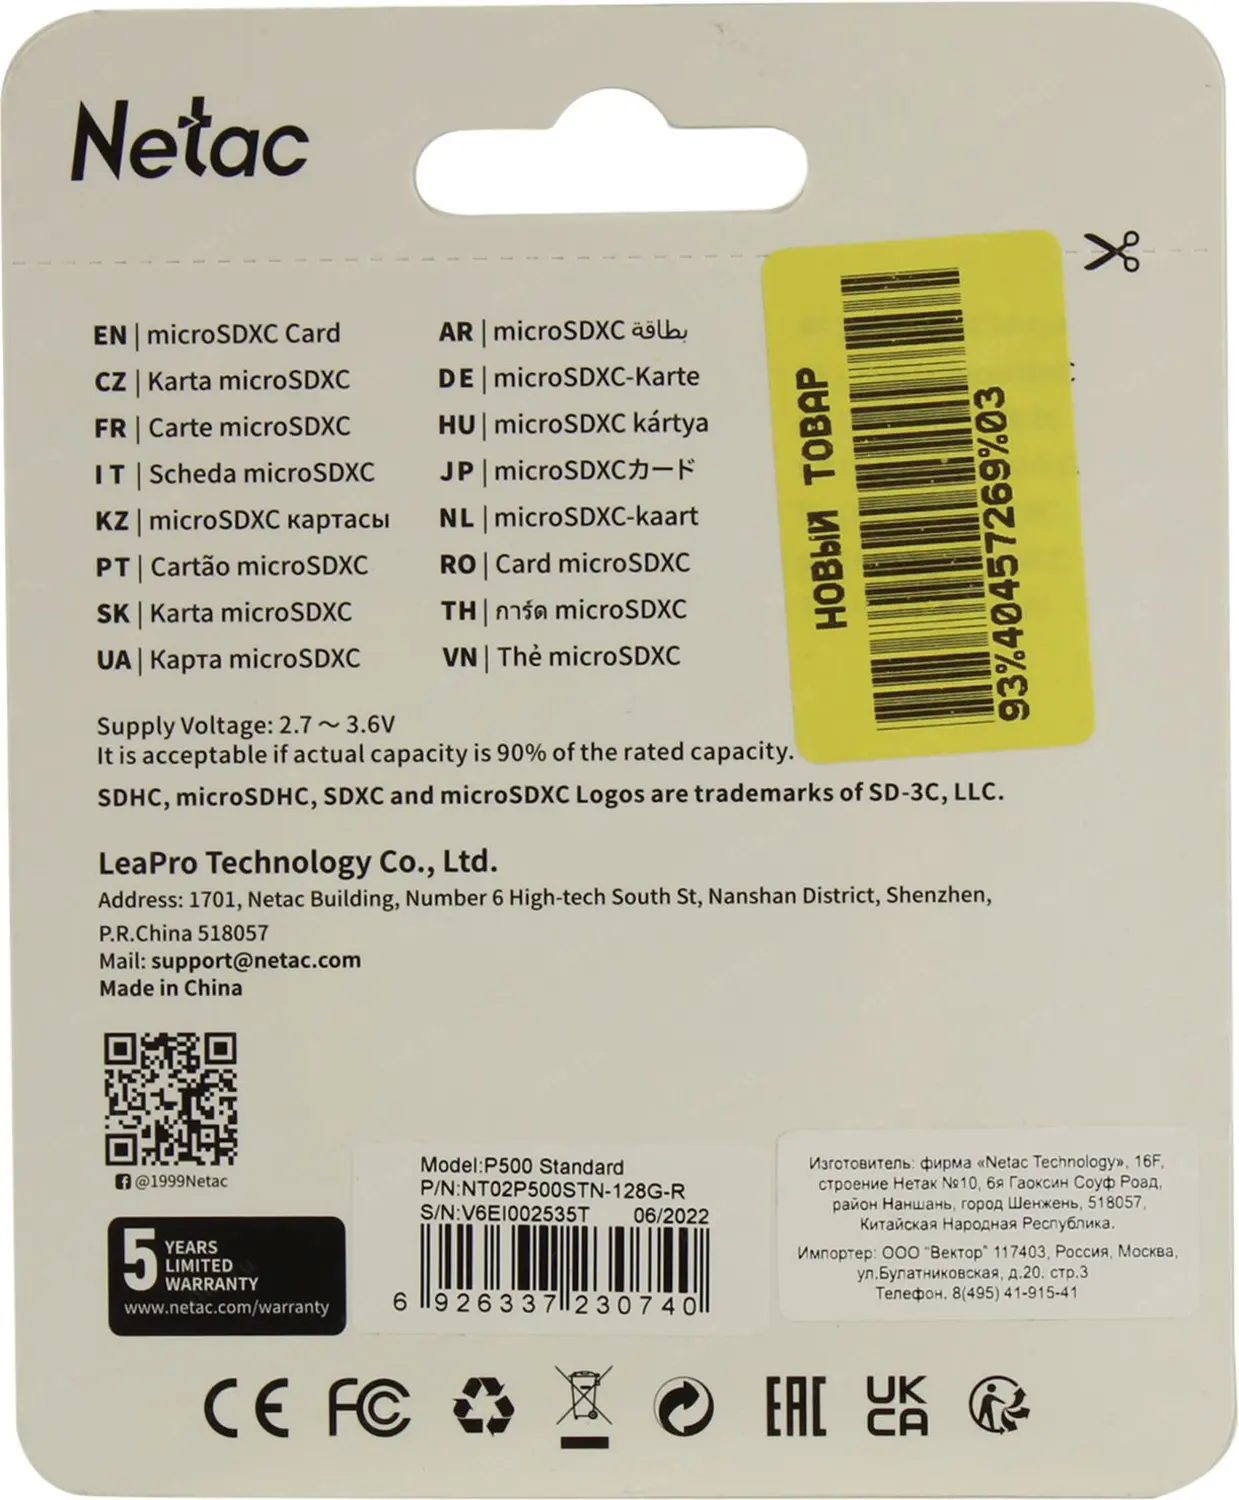 Netac
EN | microSDXC Card
CZ | Karta microSDXC
FR | Carte microSDXC
IT | Scheda microSDXC
KZ | microSDXC картасы
PT | Cartão microSDXC
SK | Karta microSDXC
UA | Карта microSDXC
AR | microSDXC بطاقة
DE | microSDXC-Karte
HU | microSDXC kártya
JP | microSDXCカード
NL | microSDXC-kaart
RO | Card microSDXC
TH | การ์ด microSDXC
VN | Thẻ microSDXC
НОВЫЙ ТОВАР
93%40457269%03
Supply Voltage: 2.7 ～ 3.6V
It is acceptable if actual capacity is 90% of the rated capacity.
SDHC, microSDHC, SDXC and microSDXC Logos are trademarks of SD-3C, LLC.
LeaPro Technology Co., Ltd.
Address: 1701, Netac Building, Number 6 High-tech South St, Nanshan District, Shenzhen,
P.R.China 518057
Mail: support@netac.com
Made in China
@1999Netac
5 YEARS
LIMITED
WARRANTY
www.netac.com/warranty
Model:P500 Standard
P/N:NT02P500STN-128G-R
S/N:V6EI002535T 06/2022
6 926337 230740
Изготовитель: фирма «Netac Technology», 16F,
строение Нетак №10, 6я Гаоксин Соуф Роад,
район Наньшань, город Шенжень, 518057,
Китайская Народная Республика.
Импортер: ООО "Вектор" 117403, Россия, Москва,
ул.Булатниковская, д.20. стр.3
Телефон. 8(495) 41-915-41
CE FC EAC UK
CA